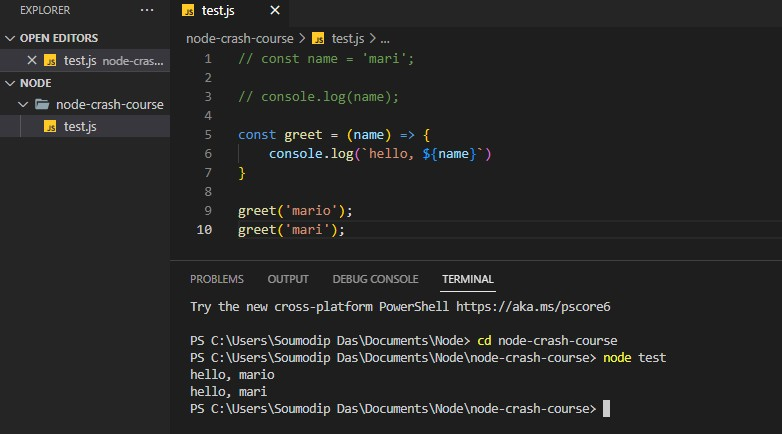 EXPLORER
···
OPEN EDITORS
JS test.js node-cras...
NODE
node-crash-course
JS test.js
JS test.js
node-crash-course > JS test.js > ...
1 // const name = 'mari';
2
3 // console.log(name);
4
5 const greet = (name) => {
6 console.log(`hello, ${name}`)
7 }
8
9 greet('mario');
10 greet('mari');
PROBLEMS OUTPUT DEBUG CONSOLE TERMINAL
Try the new cross-platform PowerShell https://aka.ms/pscore6
PS C:\Users\Soumodip Das\Documents\Node> cd node-crash-course
PS C:\Users\Soumodip Das\Documents\Node\node-crash-course> node test
hello, mario
hello, mari
PS C:\Users\Soumodip Das\Documents\Node\node-crash-course>